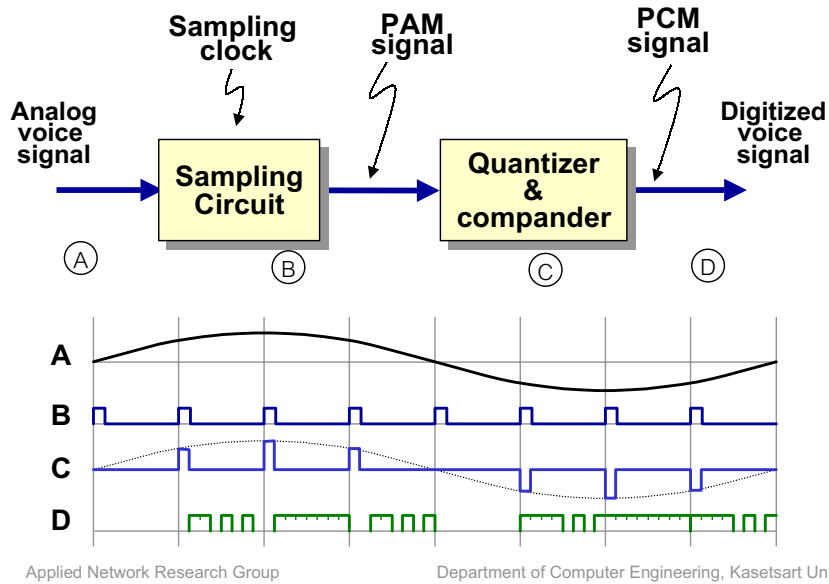 Sampling
clock
PAM
signal
PCM
signal
Analog
voice
signal
Digitized
voice
signal
Sampling
Circuit
Quantizer
&
compander
A
B
C
D
A
B
C
D
Applied Network Research Group
Department of Computer Engineering, Kasetsart Un